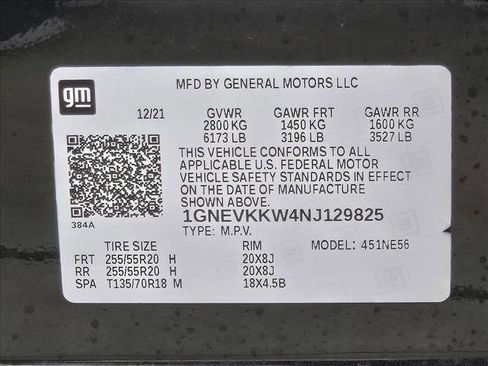 gm
MFD BY GENERAL MOTORS LLC
12/21 GVWR GAWR FRT GAWR RR
2800 KG 1450 KG 1600 KG
6173 LB 3196 LB 3527 LB
THIS VEHICLE CONFORMS TO ALL
APPLICABLE U.S. FEDERAL MOTOR
VEHICLE SAFETY STANDARDS IN
EFFECT ON THE DATE OF
MANUFACTURE SHOWN ABOVE.
384A
1GNEVKKW4NJ129825
TYPE: M.P.V.
TIRE SIZE RIM MODEL: 451NE56
FRT 255/55R20 H 20X8J
RR 255/55R20 H 20X8J
SPA T135/70R18 M 18X4.5B